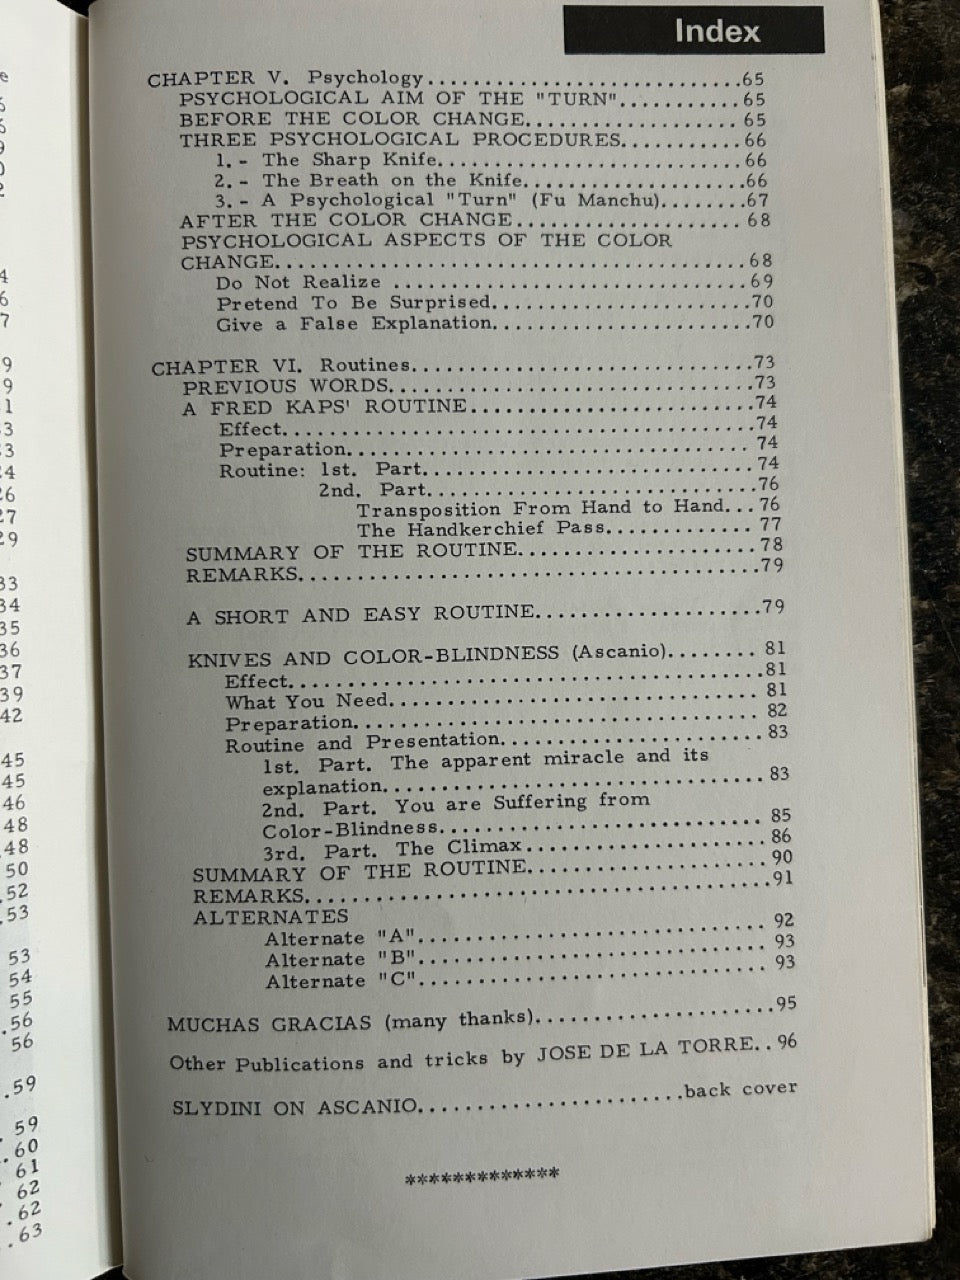 Index
CHAPTER V. Psychology...........................65
PSYCHOLOGICAL AIM OF THE "TURN"..........65
BEFORE THE COLOR CHANGE..................65
THREE PSYCHOLOGICAL PROCEDURES..........66
1.- The Sharp Knife..........................66
2.- The Breath on the Knife..................66
3.- A Psychological "Turn" (Fu Manchu).......67
AFTER THE COLOR CHANGE...................68
PSYCHOLOGICAL ASPECTS OF THE COLOR
CHANGE.......................................68
Do Not Realize ..............................69
Pretend To Be Surprised.....................70
Give a False Explanation.....................70
CHAPTER VI. Routines............................73
PREVIOUS WORDS..............................73
A FRED KAPS' ROUTINE.......................74
Effect.......................................74
Preparation..................................74
Routine: 1st. Part...........................74
2nd. Part...........................76
Transposition From Hand to Hand...76
The Handkerchief Pass............77
SUMMARY OF THE ROUTINE...................78
REMARKS.....................................79
A SHORT AND EASY ROUTINE...................79
KNIVES AND COLOR-BLINDNESS (Ascanio)........81
Effect.......................................81
What You Need...............................81
Preparation..................................82
Routine and Presentation....................83
1st. Part. The apparent miracle and its
explanation..............................83
2nd. Part. You are Suffering from
Color-Blindness..........................85
3rd. Part. The Climax....................86
SUMMARY OF THE ROUTINE...................90
REMARKS.....................................91
ALTERNATES
Alternate "A"............................92
Alternate "B"............................93
Alternate "C"............................93
MUCHAS GRACIAS (many thanks)...................95
Other Publications and tricks by JOSE DE LA TORRE..96
SLYDINI ON ASCANIO......................back cover
*************